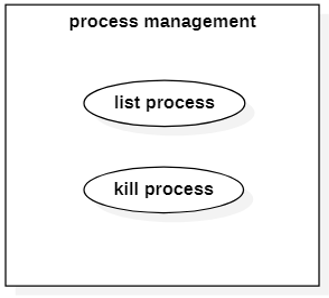 process management
list process
kill process